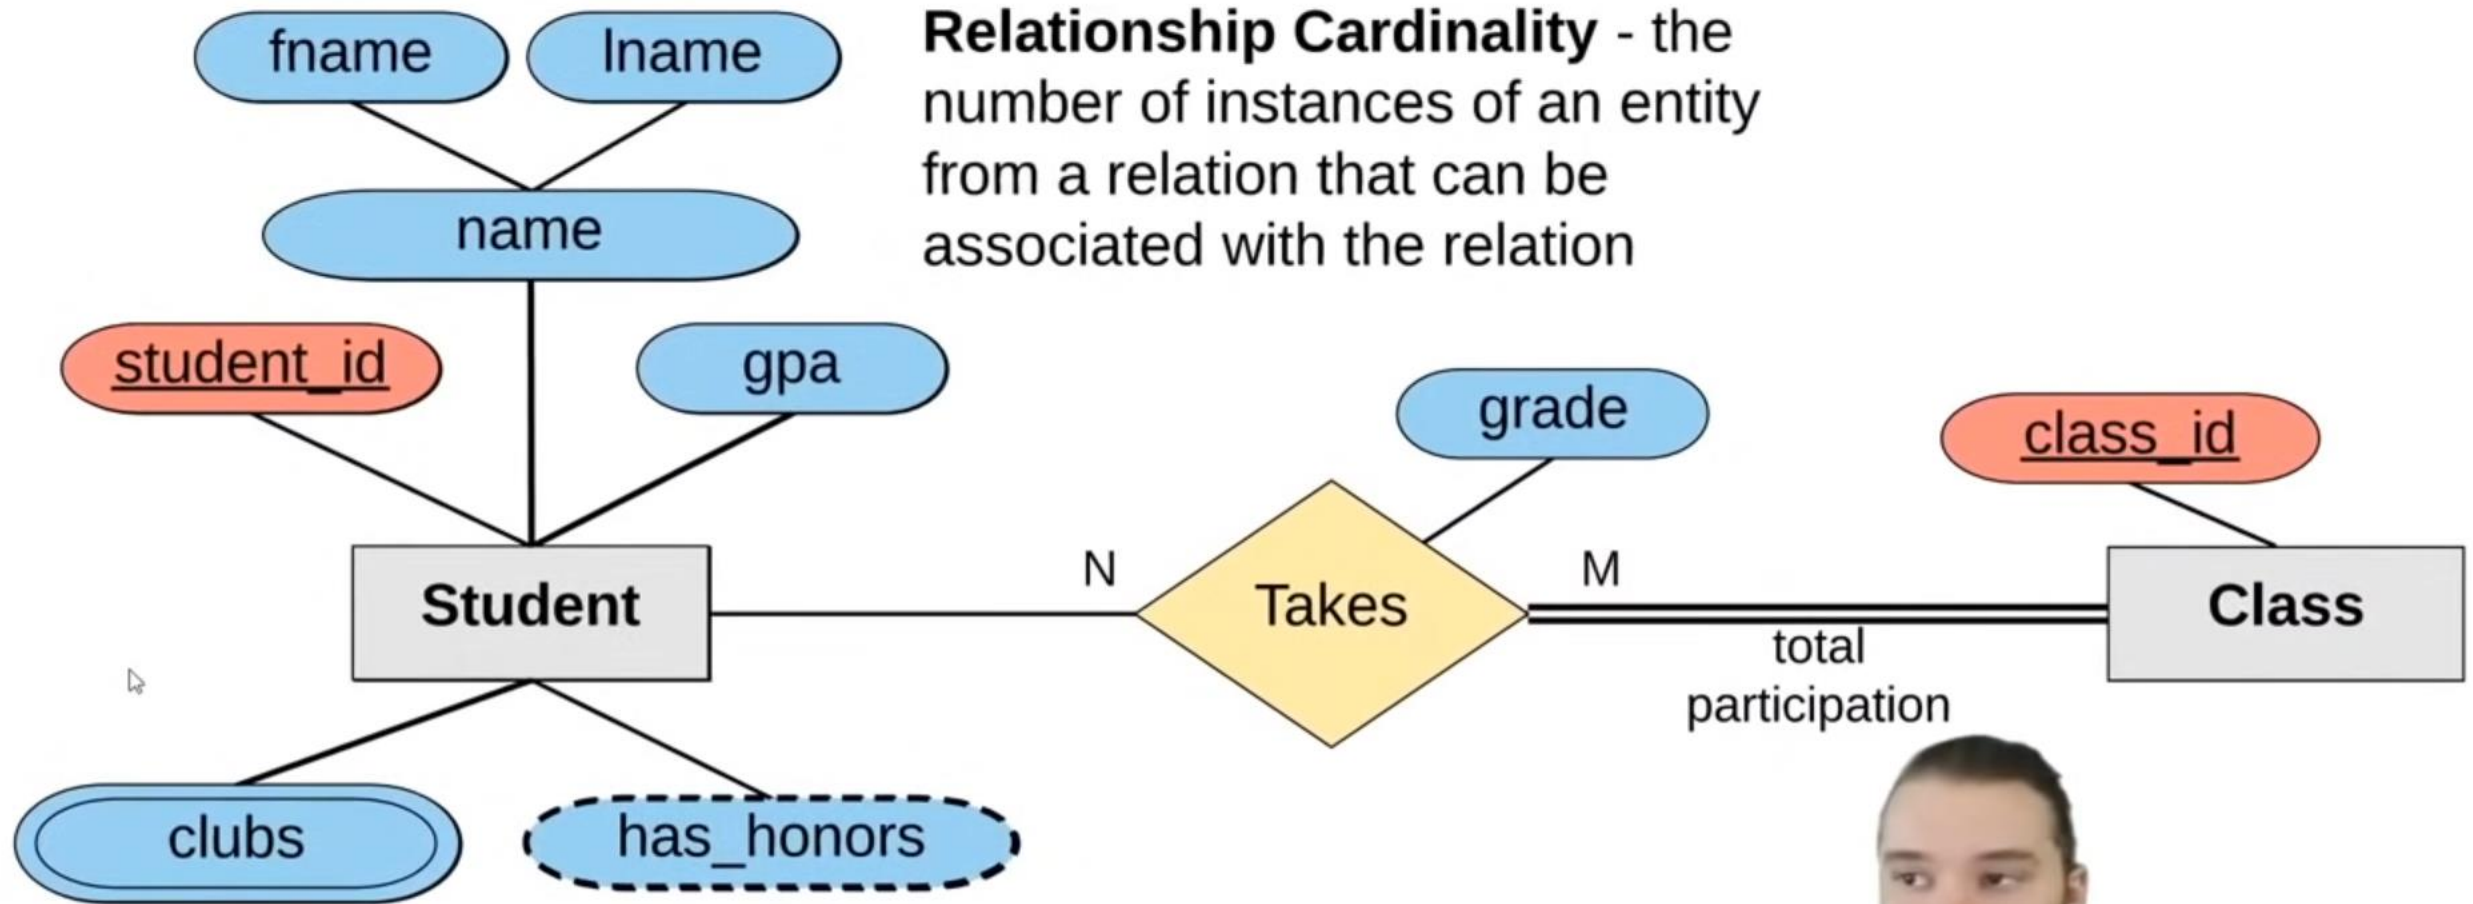 fname
lname
Relationship Cardinality - the
number of instances of an entity
from a relation that can be
associated with the relation
name
student_id
gpa
grade
class_id
Student
N
Takes
M
Class
total
participation
clubs
has_honors